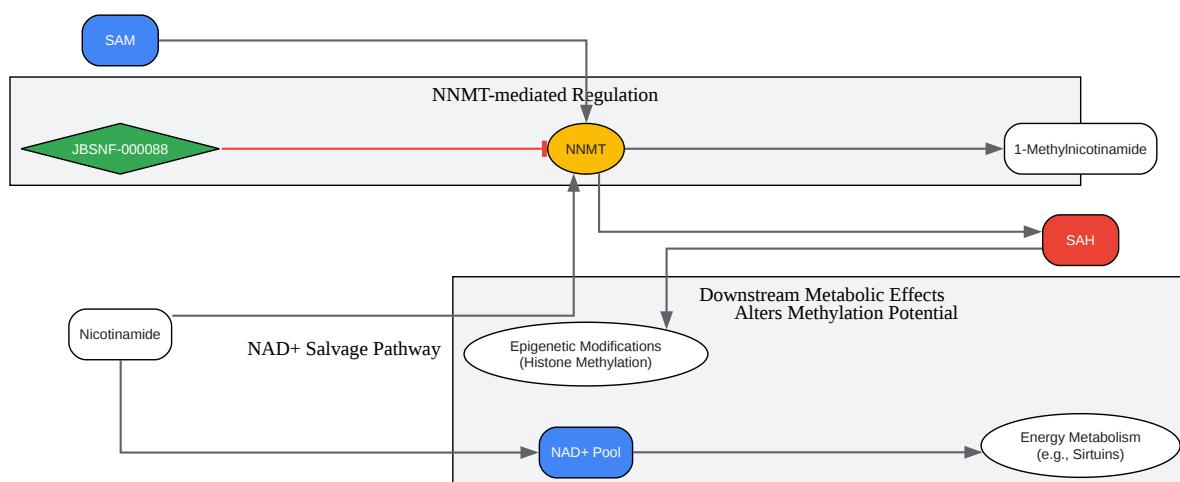 SAM
NNMT-mediated Regulation
JBSNF-000088
NNMT
1-Methylnicotinamide
SAH
Downstream Metabolic Effects
Alters Methylation Potential
Nicotinamide
NAD+ Salvage Pathway
Epigenetic Modifications
(Histone Methylation)
NAD+ Pool
Energy Metabolism
(e.g., Sirtuins)